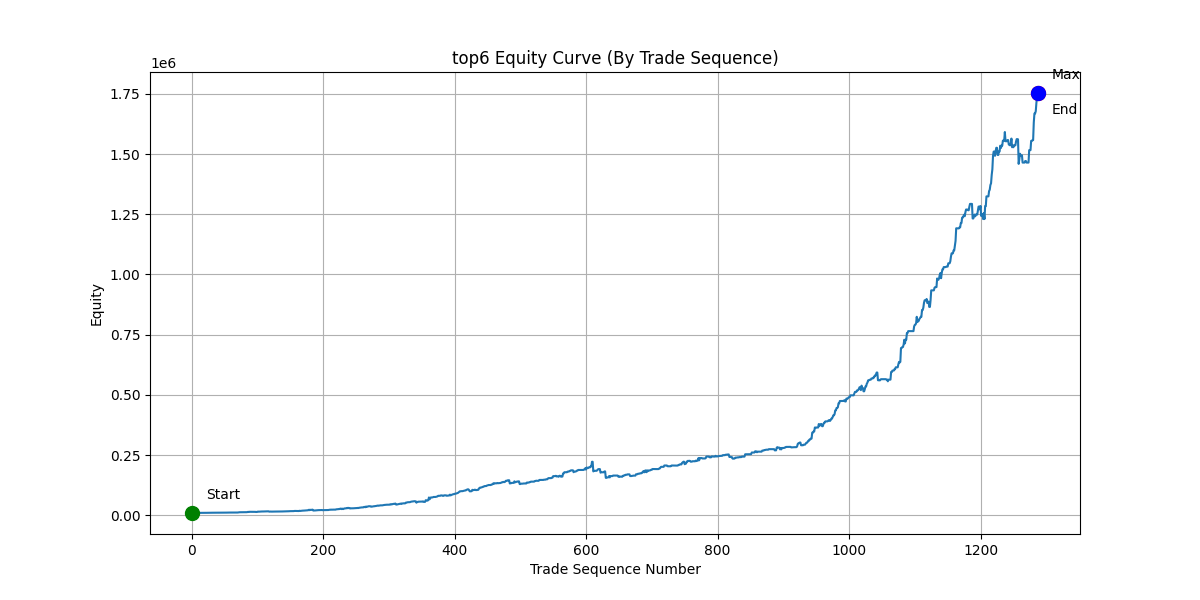 top6 Equity Curve (By Trade Sequence)
1e6
Max
1.75
End
1.50
1.25
1.00
Equity
0.75
0.50
0.25
Start
0.00
0 200 400 600 800 1000 1200
Trade Sequence Number